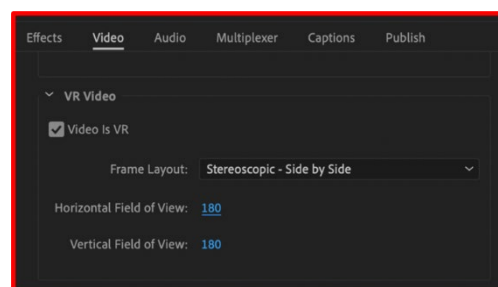 Effects Video Audio Multiplexer Captions Publish
VR Video
Video Is VR
Frame Layout: Stereoscopic - Side by Side
Horizontal Field of View: 180
Vertical Field of View: 180